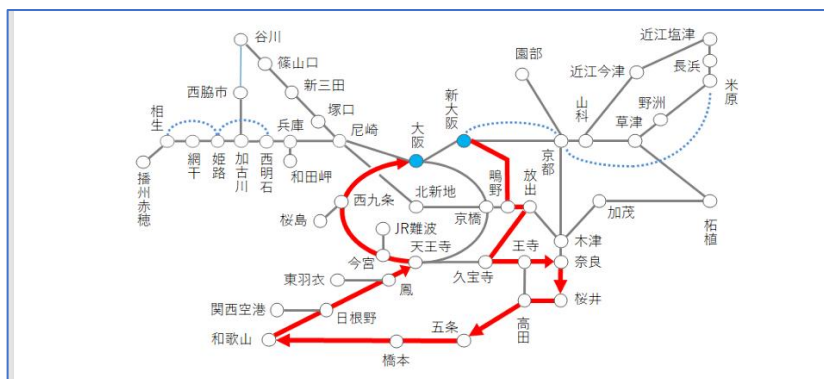 谷川
篠山口
新三田
塚口
西脇市
相生
網干
姫路
加古川
西明石
兵庫
和田岬
尼崎
播州赤穂
大阪
新大阪
園部
近江塩津
近江今津
長浜
米原
山科
野洲
草津
京都
柘植
北新地
京橋
鴫野
放出
加茂
木津
西九条
桜島
JR難波
今宮
天王寺
久宝寺
王寺
奈良
東羽衣
鳳
関西空港
日根野
和歌山
橋本
五条
高田
桜井